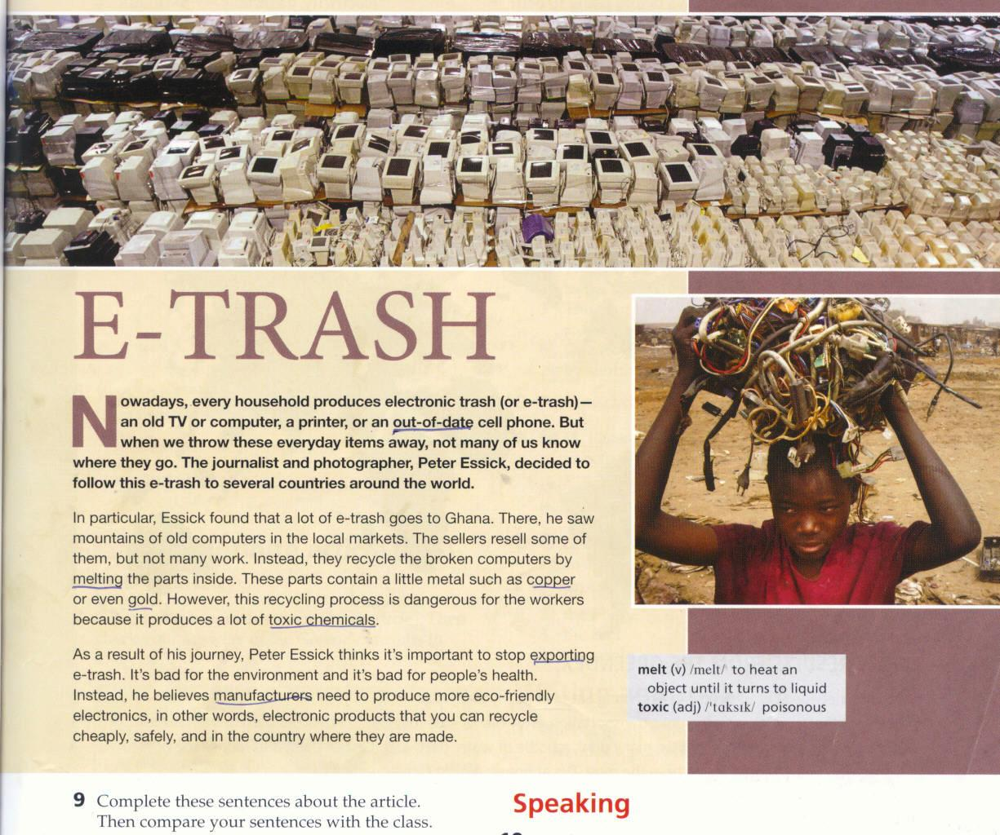 E-TRASH
Nowadays, every household produces electronic trash (or e-trash)—
an old TV or computer, a printer, or an out-of-date cell phone. But
when we throw these everyday items away, not many of us know
where they go. The journalist and photographer, Peter Essick, decided to
follow this e-trash to several countries around the world.
In particular, Essick found that a lot of e-trash goes to Ghana. There, he saw
mountains of old computers in the local markets. The sellers resell some of
them, but not many work. Instead, they recycle the broken computers by
melting the parts inside. These parts contain a little metal such as copper
or even gold. However, this recycling process is dangerous for the workers
because it produces a lot of toxic chemicals.
As a result of his journey, Peter Essick thinks it's important to stop exporting
e-trash. It's bad for the environment and it's bad for people's health.
Instead, he believes manufacturers need to produce more eco-friendly
electronics, in other words, electronic products that you can recycle
cheaply, safely, and in the country where they are made.
melt (v) /melt/ to heat an
object until it turns to liquid
toxic (adj) /ˈtɑksɪk/ poisonous
9 Complete these sentences about the article.
Then compare your sentences with the class.
Speaking